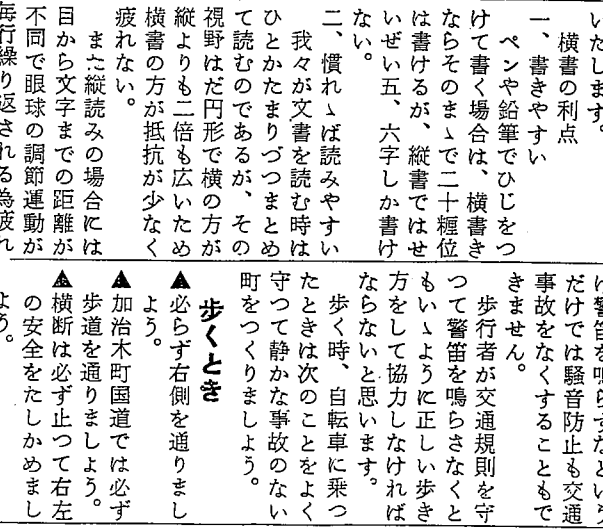 いたします。
横書の利点
一、書きやすい
ペンや鉛筆でひじをつ
けて書く場合は、横書き
ならそのまゝで二十糎位
は書けるが、縦書ではせ
いぜい五、六字しか書け
ない。
二、慣れゝば読みやすい
我々が文書を読む時は
ひとかたまりづつまとめ
て読むのであるが、その
視野はだ円形で横の方が
縦よりも二倍も広いため
横書の方が抵抗が少なく
疲れない。
また縦読みの場合には
目から文字までの距離が
不同で眼球の調節運動が
毎行繰り返される為疲れ
け警笛を鳴らすなという
だけでは騒音防止も交通
事故をなくすることもで
きません。
歩行者が交通規則を守
つて警笛を鳴らさなくと
もいゝように正しい歩き
方をして協力しなければ
ならないと思います。
歩く時、自転車に乗つ
たときは次のことをよく
守つて静かな事故のない
町をつくりましよう。
歩くとき
▲必らず右側を通りまし
よう。
▲加治木町国道では必ず
歩道を通りましよう。
▲横断は必ず止つて右左
の安全をたしかめまし
よう。